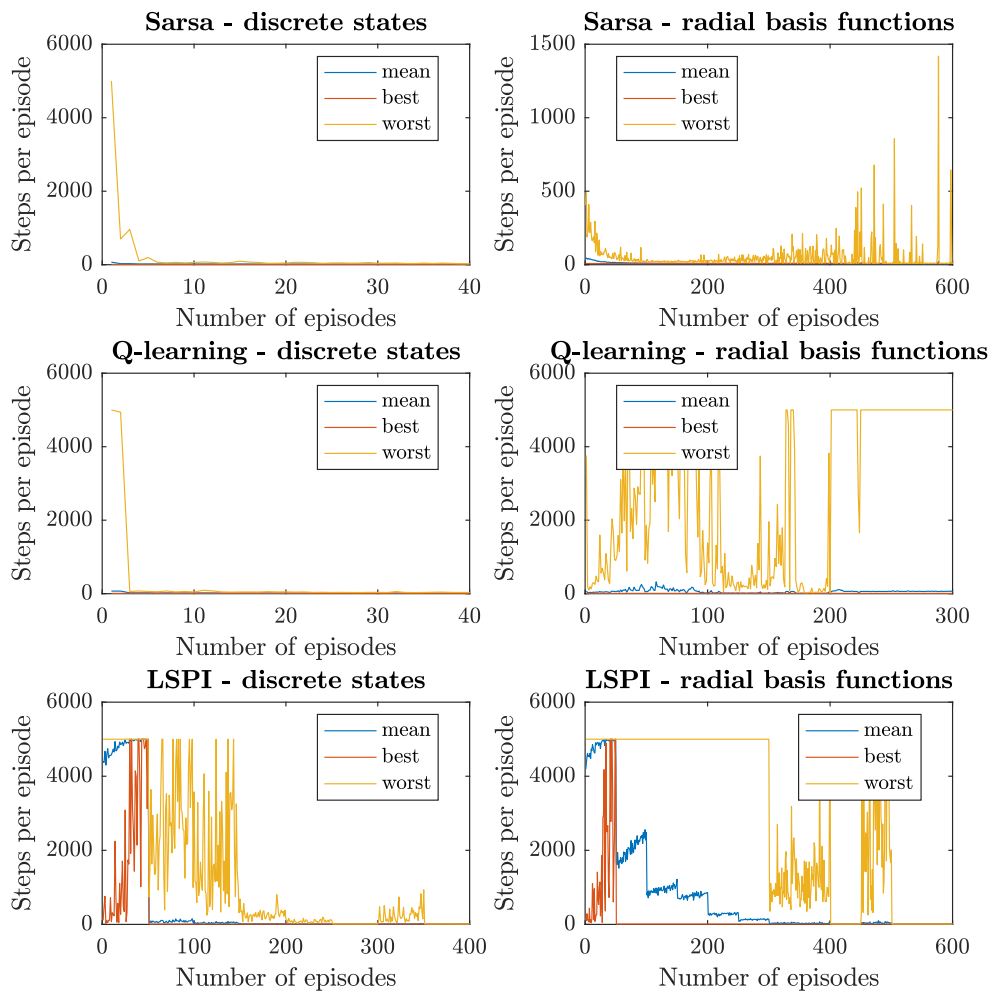 Sarsa - discrete states
6000
4000
2000
0
Steps per episode
mean
best
worst
0 10 20 30 40
Number of episodes
Sarsa - radial basis functions
1500
1000
500
0
Steps per episode
mean
best
worst
0 200 400 600
Number of episodes
Q-learning - discrete states
6000
4000
2000
0
Steps per episode
mean
best
worst
0 10 20 30 40
Number of episodes
Q-learning - radial basis functions
6000
4000
2000
0
Steps per episode
mean
best
worst
0 100 200 300
Number of episodes
LSPI - discrete states
6000
4000
2000
0
Steps per episode
mean
best
worst
0 100 200 300 400
Number of episodes
LSPI - radial basis functions
6000
4000
2000
0
Steps per episode
mean
best
worst
0 200 400 600
Number of episodes